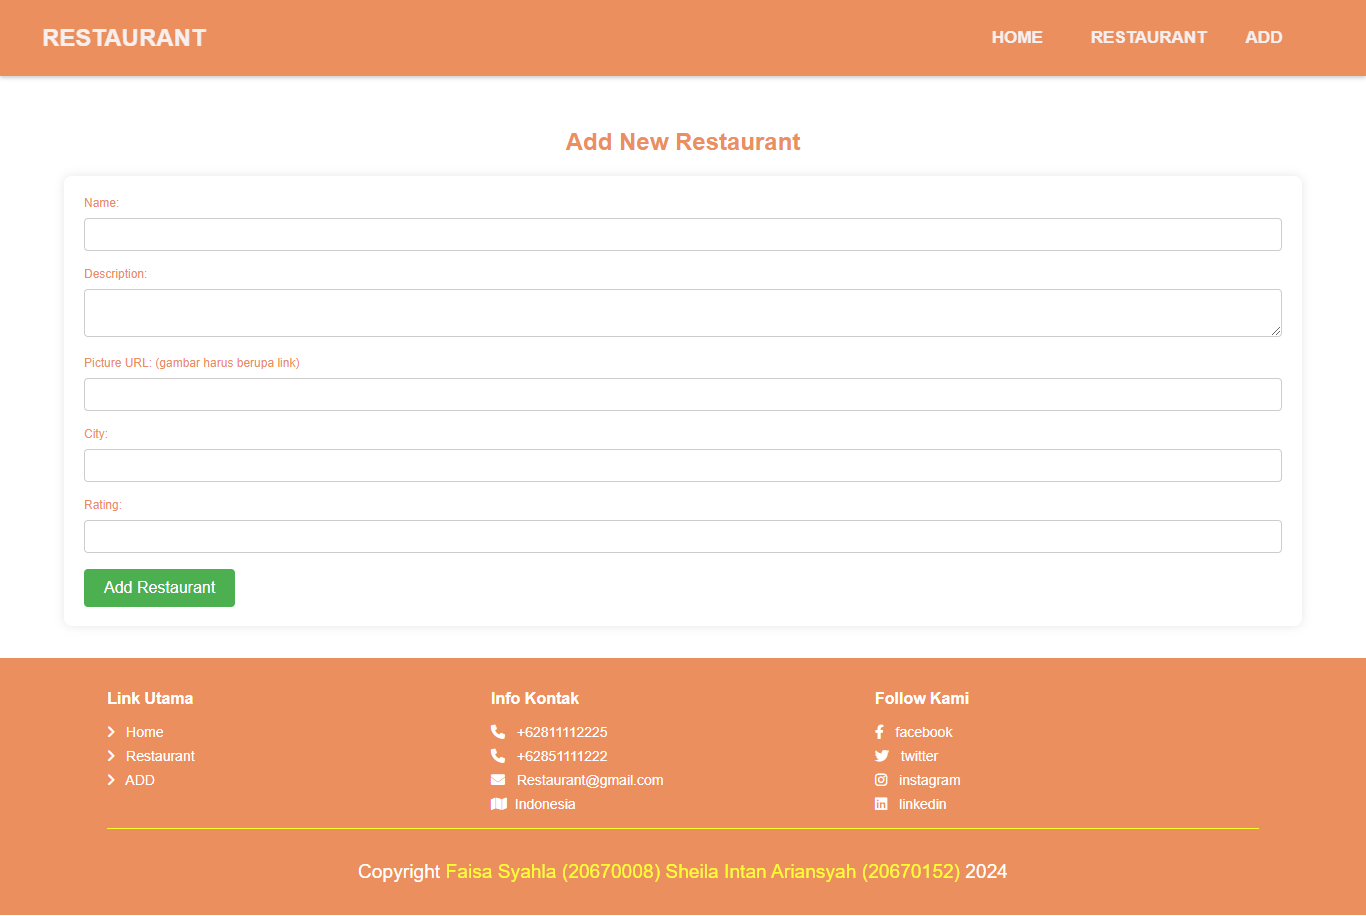 RESTAURANT
HOME RESTAURANT ADD
Add New Restaurant
Name:
Description:
Picture URL: (gambar harus berupa link)
City:
Rating:
Add Restaurant
Link Utama
Home
Restaurant
ADD
Info Kontak
+62811112225
+62851111222
Restaurant@gmail.com
Indonesia
Follow Kami
facebook
twitter
instagram
linkedin
Copyright Faisa Syahla (20670008) Sheila Intan Ariansyah (20670152) 2024